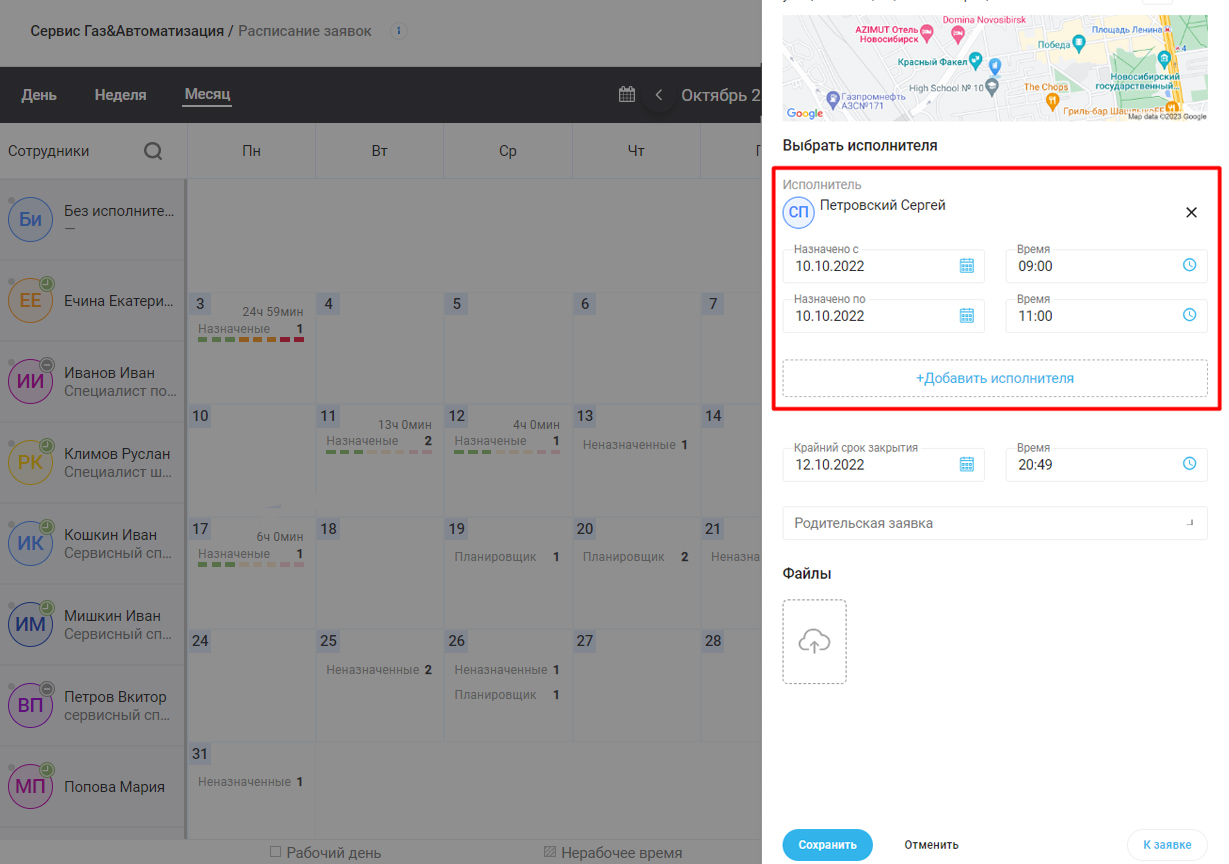 Сервис Газ&Автоматизация / Расписание заявок i
День Неделя Месяц
Октябрь 2
Сотрудники Пн Вт Ср Чт
Би Без исполните...
—
ЕЕ Ечина Екатери...
ИИ Иванов Иван
Специалист по...
РК Климов Руслан
Специалист ш...
ИК Кошкин Иван
Сервисный сп...
ИМ Мишкин Иван
Сервисный сп...
ВП Петров Вкитор
сервисный сп...
МП Попова Мария
3 4 5 6 7
24ч 59мин
Назначеные 1
10 11 12 13 14
13ч 0мин 4ч 0мин
Назначеные 2 Назначеные 1 Неназначенные 1
17 18 19 20 21
6ч 0мин
Назначеные 1 Планировщик 1 Планировщик 2 Неназна
24 25 26 27 28
Неназначенные 2 Неназначенные 1
Планировщик 1
31
Неназначенные 1
Рабочий день Нерабочее время
Domina Novosibirsk
AZIMUT Отель
Новосибирск
Площадь Ленина
Победа
4
Красный Факел
Новосибирский
государственный...
High School № 10
The Chops
Газпромнефть
АЗС№171
Гриль-бар
Google
Map data ©2023 Google
Выбрать исполнителя
Исполнитель
СП Петровский Сергей
Назначено с Время
10.10.2022 09:00
Назначено по Время
10.10.2022 11:00
+Добавить исполнителя
Крайний срок закрытия Время
12.10.2022 20:49
Родительская заявка
Файлы
Сохранить Отменить К заявке